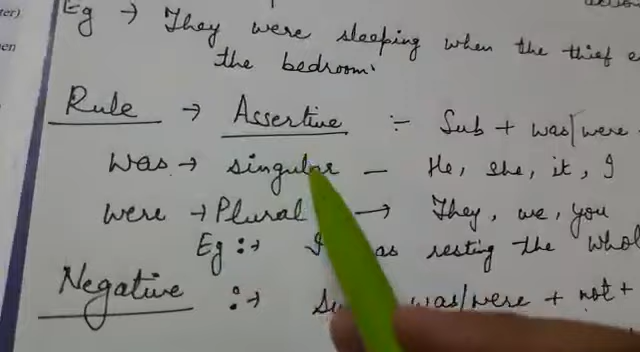 Eg → They were sleeping when the thief
the bedroom.
Rule → Assertive :- Sub + was/were
was → singular — He, she, it, I
were → Plural → They, we, you
Eg :→ I was resting the
Negative :→ was/were + not +